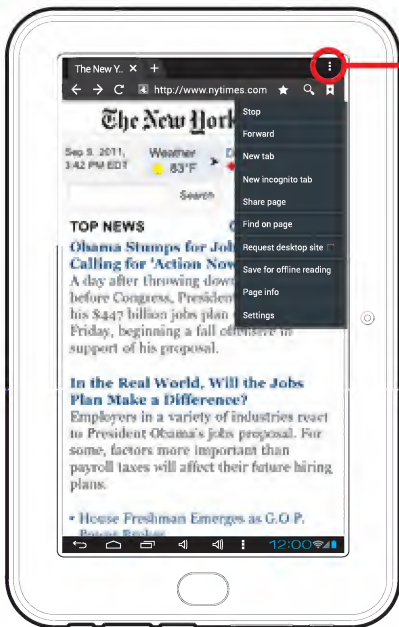 The New Y..
http://www.nytimes.com
The New York
Sep 9, 2011,
3:42 PM EDT
Weather
83°F
D
Search
TOP NEWS
Obama Stumps for Jol
Calling for 'Action Now
A day after throwing down
before Congress, President
his $447 billion jobs plan
Friday, beginning a fall offensive in
support of his proposal.
In the Real World, Will the Jobs
Plan Make a Difference?
Employers in a variety of industries react
to President Obama's jobs proposal. For
some, factors more important than
payroll taxes will affect their future hiring
plans.
• House Freshman Emerges as G.O.P.
Power Broker
Stop
Forward
New tab
New incognito tab
Share page
Find on page
Request desktop site
Save for offline reading
Page info
Settings
12:00